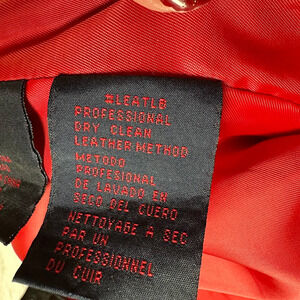 #LEATLB
PROFESSIONAL
DRY CLEAN
LEATHER METHOD
METODO
PROFESIONAL
DE LAVADO EN
SECO DEL CUERO
NETTOYAGE A SEC
PAR UN
PROFESSIONNEL
DU CUIR